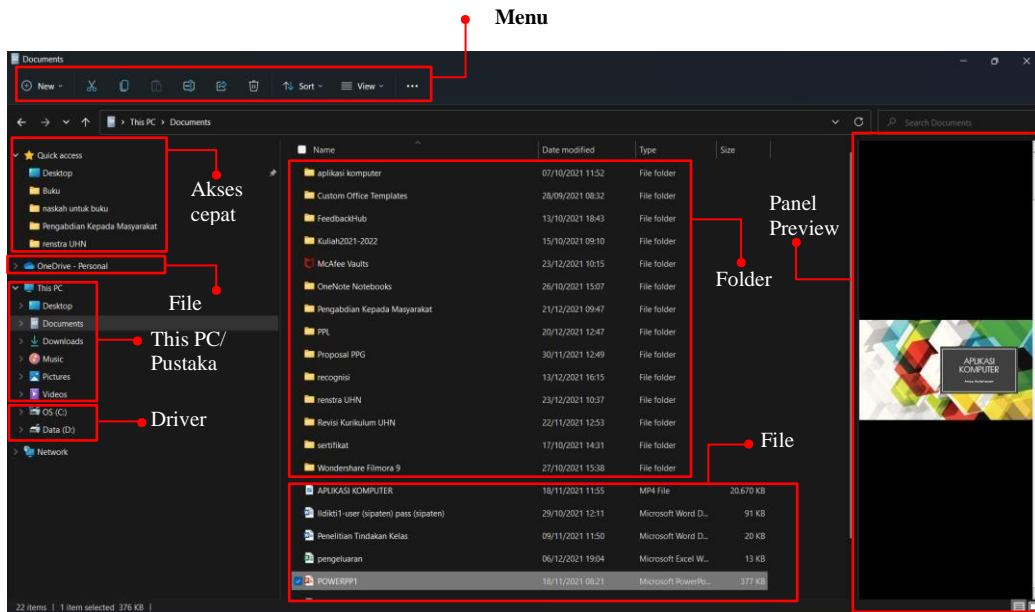 Menu
Documents
New
Sort
View
This PC > Documents
Search Documents
Quick access
Desktop
Buku
naskah untuk buku
Pengabdian Kepada Masyarakat
renstra UHN
OneDrive - Personal
This PC
Desktop
Documents
Downloads
Music
Pictures
Videos
OS (C:)
Data (D:)
Network
Akses
cepat
File
This PC/
Pustaka
Driver
Name Date modified Type Size
aplikasi komputer 07/10/2021 11:52 File folder
Custom Office Templates 28/09/2021 08:32 File folder
FeedbackHub 13/10/2021 18:43 File folder
Kuliah2021-2022 15/10/2021 09:10 File folder
McAfee Vaults 23/12/2021 10:15 File folder
OneNote Notebooks 26/10/2021 15:07 File folder
Pengabdian Kepada Masyarakat 21/12/2021 09:47 File folder
PPL 20/12/2021 12:47 File folder
Proposal PPG 30/11/2021 12:49 File folder
recognisi 13/12/2021 16:15 File folder
renstra UHN 23/12/2021 10:37 File folder
Revisi Kurikulum UHN 22/11/2021 12:53 File folder
sertifikat 17/10/2021 14:31 File folder
Wondershare Filmora 9 27/10/2021 15:38 File folder
APLIKASI KOMPUTER 18/11/2021 11:55 MP4 File 20.670 KB
lldikti1-user (sipaten) pass (sipaten) 29/10/2021 12:11 Microsoft Word D... 91 KB
Penelitian Tindakan Kelas 09/11/2021 11:50 Microsoft Word D... 20 KB
pengeluaran 06/12/2021 19:04 Microsoft Excel W... 13 KB
POWERPP1 18/11/2021 08:21 Microsoft PowerPo... 377 KB
Folder
File
Panel
Preview
APLIKASI
KOMPUTER
22 items | 1 item selected 376 KB |